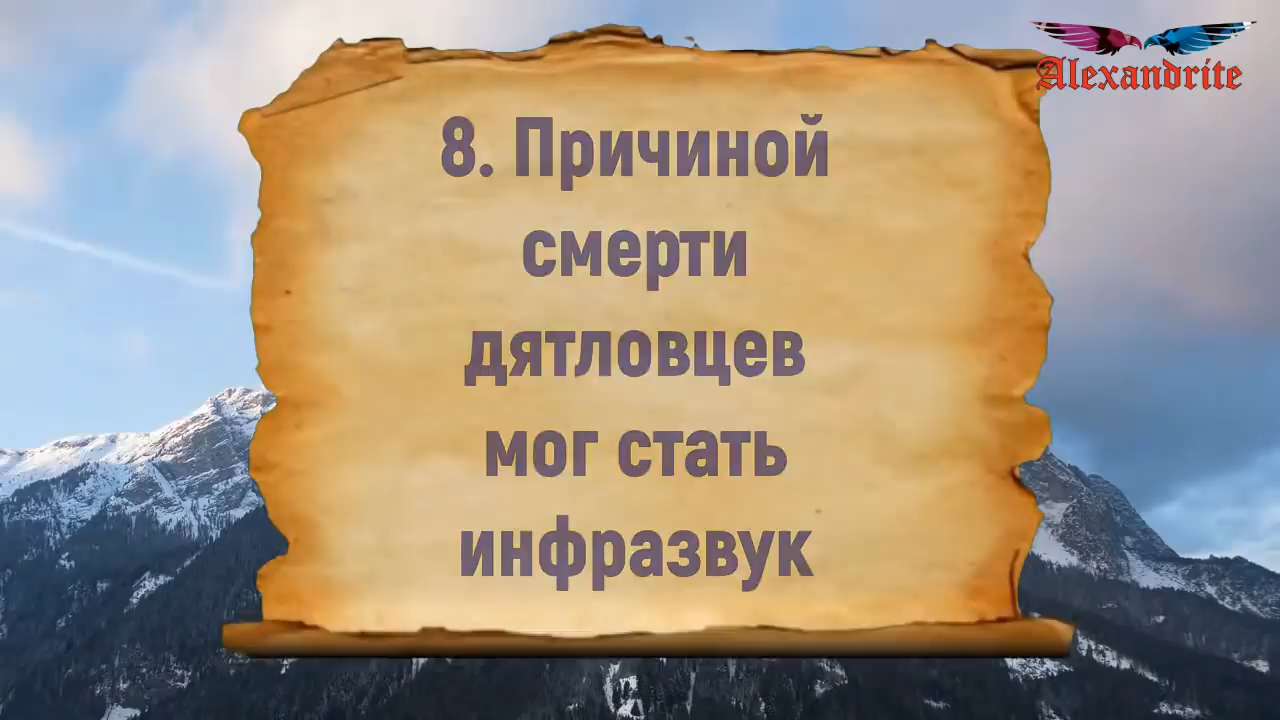 Alexandrite
8. Причиной
смерти
дятловцев
мог стать
инфразвук